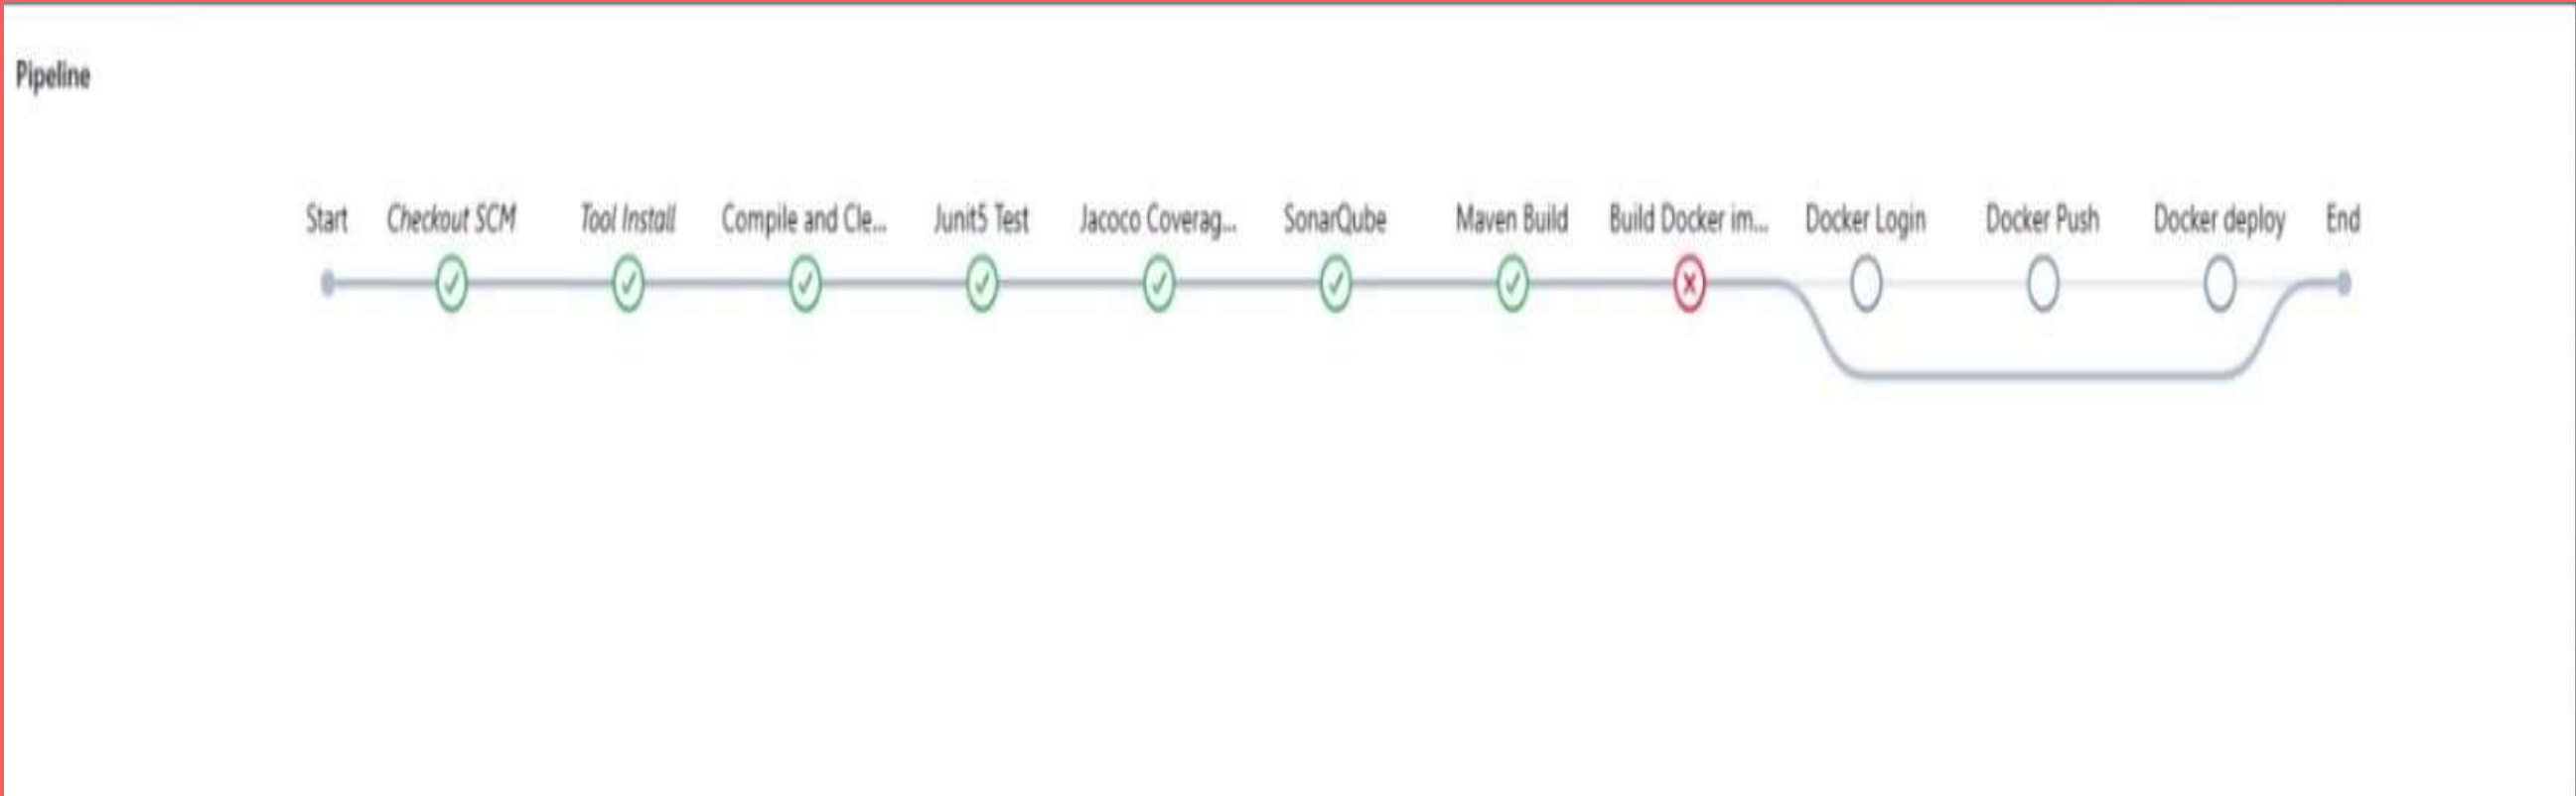 Pipeline
Start Checkout SCM Tool Install Compile and Cle... Junit5 Test Jacoco Coverag... SonarQube Maven Build Build Docker im... Docker Login Docker Push Docker deploy End